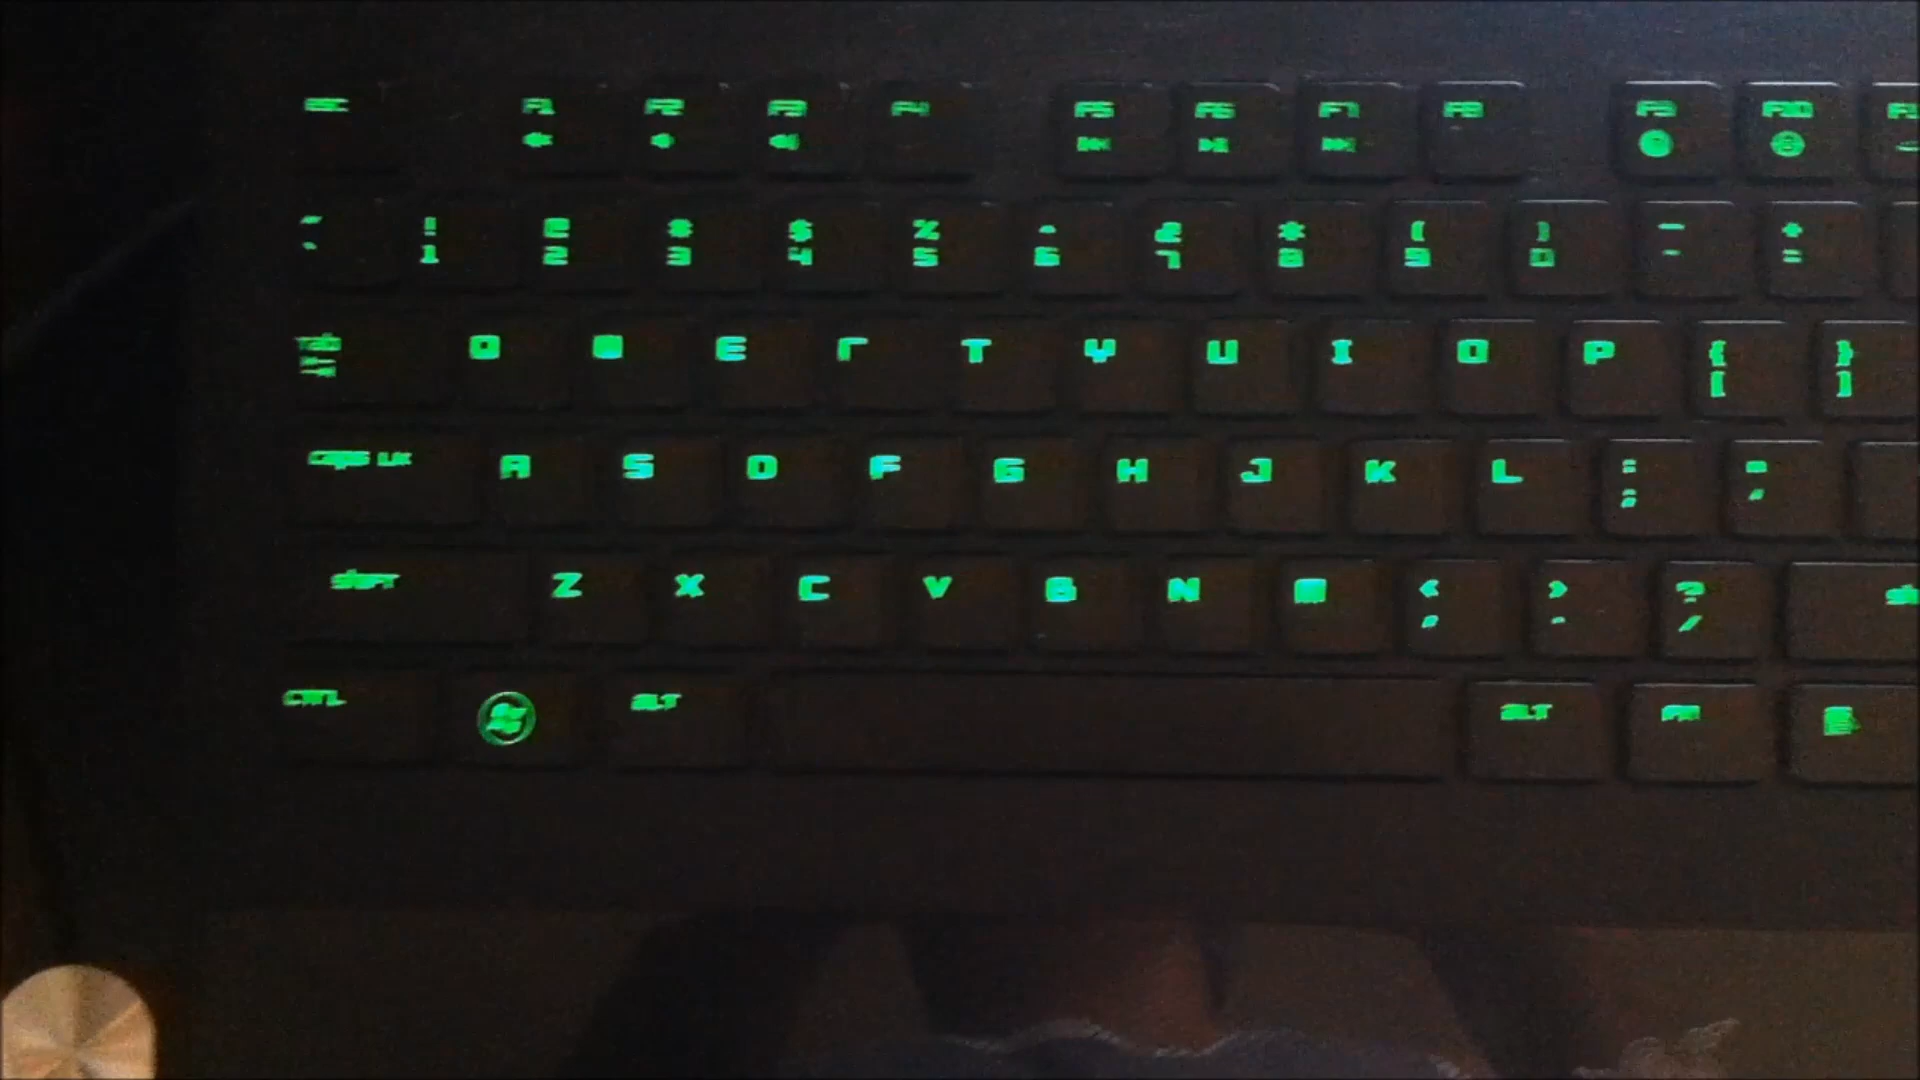 ESC F1 F2 F3 F4 F5 F6 F7 F8 F9 F10
! @ # $ % ^ & * ( ) _ +
` 1 2 3 4 5 6 7 8 9 0 - =
Tab Q W E r T Y U I O P { }
[ ]
caps LK A S D F G H J K L : "
; '
shift Z X C V B N M < > ?
, . /
CTRL ALT ALT FN